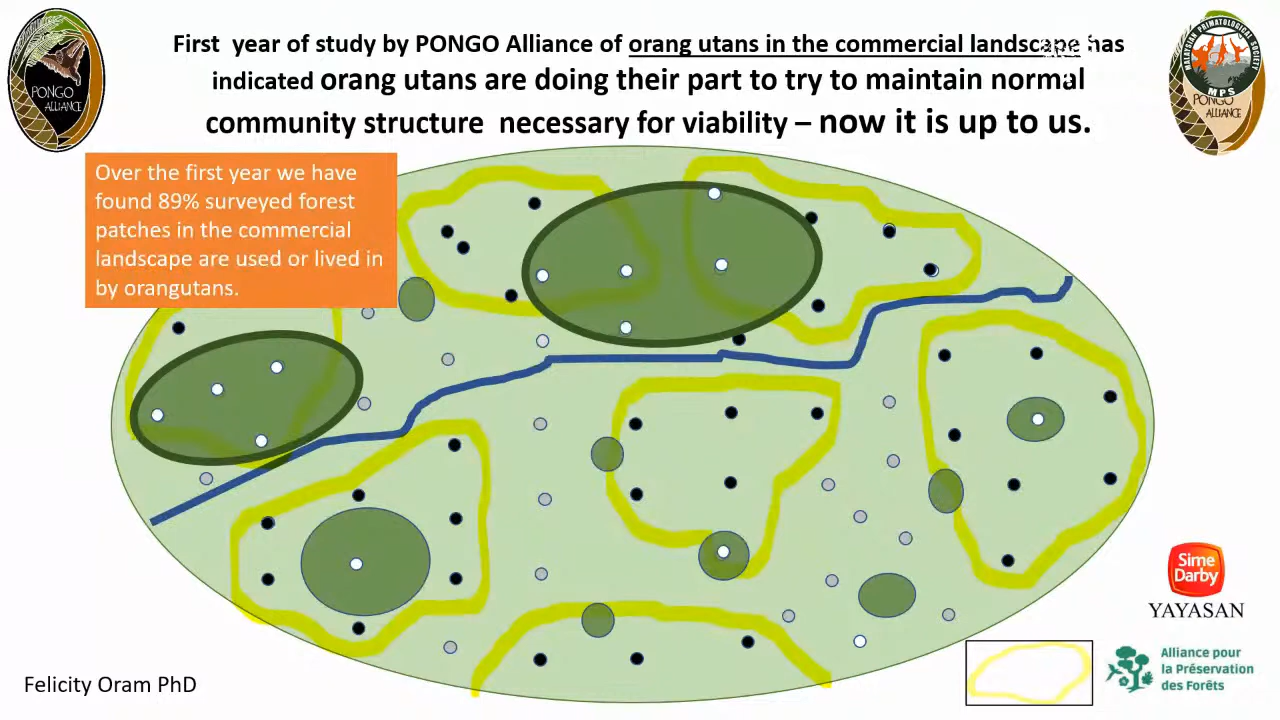 First year of study by PONGO Alliance of orang utans in the commercial landscape has
indicated orang utans are doing their part to try to maintain normal
community structure necessary for viability – now it is up to us.
PONGO
ALLIANCE
MALAYSIAN PRIMATOLOGICAL SOCIETY
MPS
PONGO
ALLIANCE
Over the first year we have
found 89% surveyed forest
patches in the commercial
landscape are used or lived in
by orangutans.
Sime
Darby
YAYASAN
Alliance pour
la Préservation
des Forêts
Felicity Oram PhD